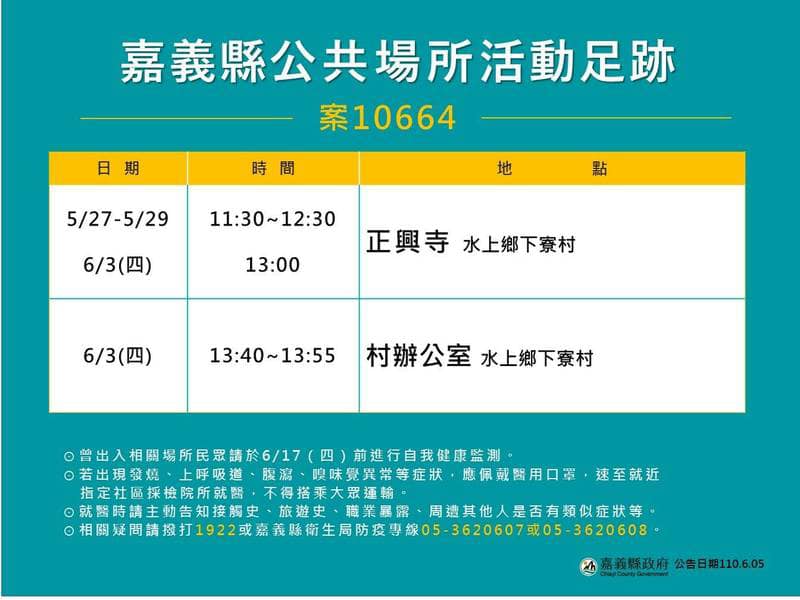 嘉義縣公共場所活動足跡
案10664
日 期 時 間 地 點
5/27-5/29 11:30~12:30
正興寺 水上鄉下寮村
6/3(四) 13:00
6/3(四) 13:40~13:55 村辦公室 水上鄉下寮村
⊙曾出入相關場所民眾請於6/17(四)前進行自我健康監測。
⊙若出現發燒、上呼吸道、腹瀉、嗅味覺異常等症狀,應佩戴醫用口罩,速至就近
指定社區採檢院所就醫,不得搭乘大眾運輸。
⊙就醫時請主動告知接觸史、旅遊史、職業暴露、周遭其他人是否有類似症狀等。
⊙相關疑問請撥打1922或嘉義縣衛生局防疫專線05-3620607或05-3620608。
嘉義縣政府 公告日期110.6.05
Chiayi County Government